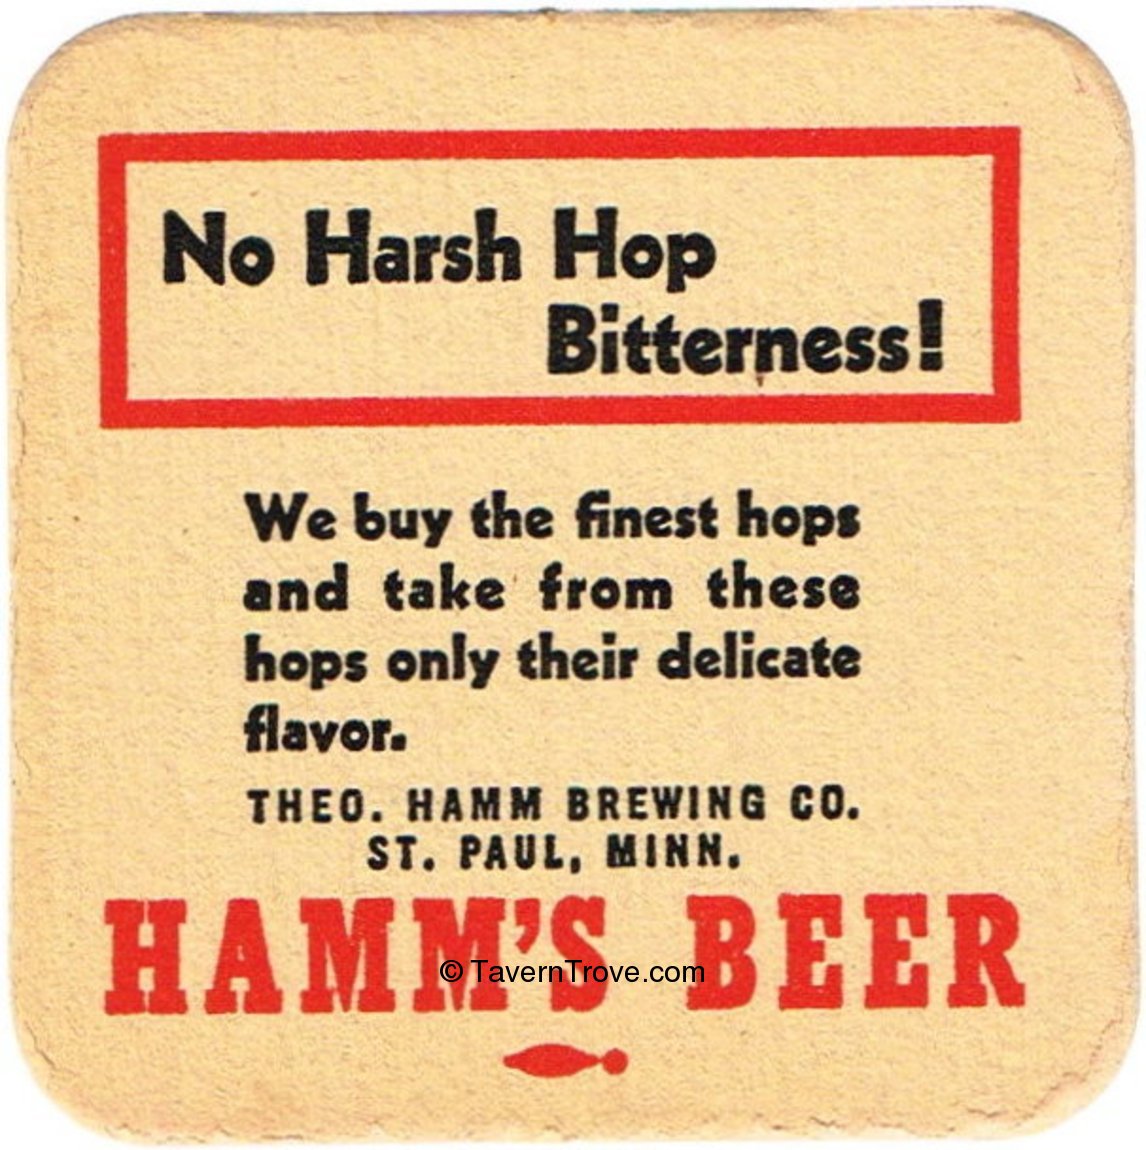 No Harsh Hop
Bitterness!
We buy the finest hops
and take from these
hops only their delicate
flavor.
THEO. HAMM BREWING CO.
ST. PAUL, MINN.
HAMM'S BEER
© TavernTrove.com